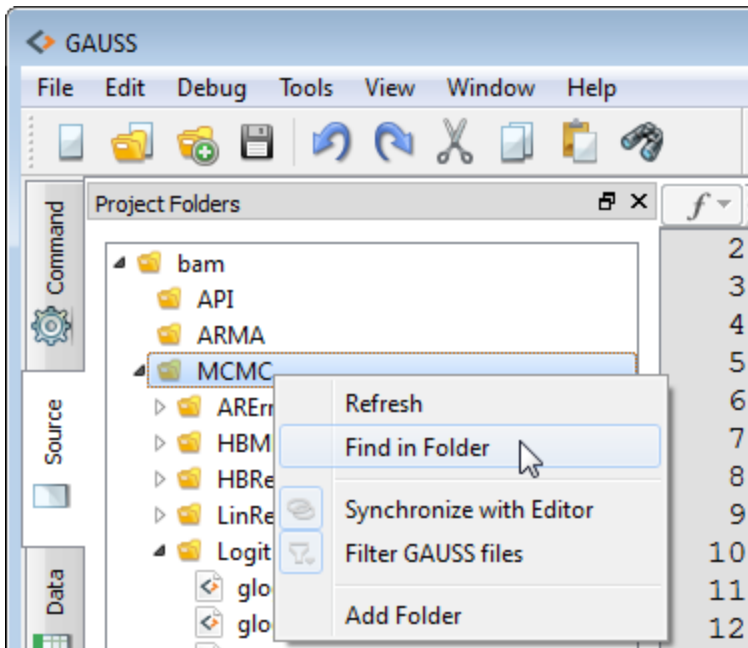 GAUSS
File Edit Debug Tools View Window Help
Command
Source
Data
Project Folders
bam
API
ARMA
MCMC
Refresh
Find in Folder
Synchronize with Editor
Filter GAUSS files
Add Folder
f
2
3
4
5
6
7
8
9
10
11
12